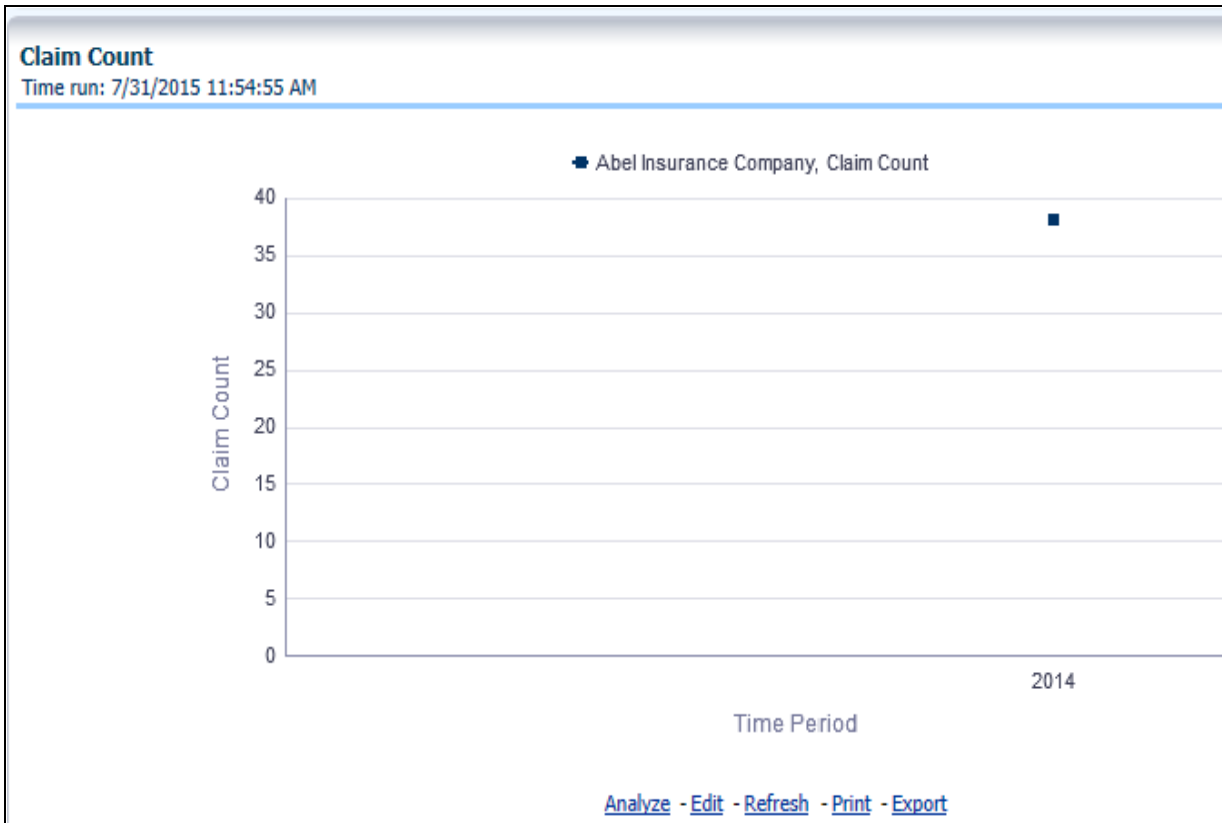 Claim Count
Time run: 7/31/2015 11:54:55 AM
Abel Insurance Company, Claim Count
40
35
30
25
20
15
10
5
0
Claim Count
2014
Time Period
Analyze - Edit - Refresh - Print - Export